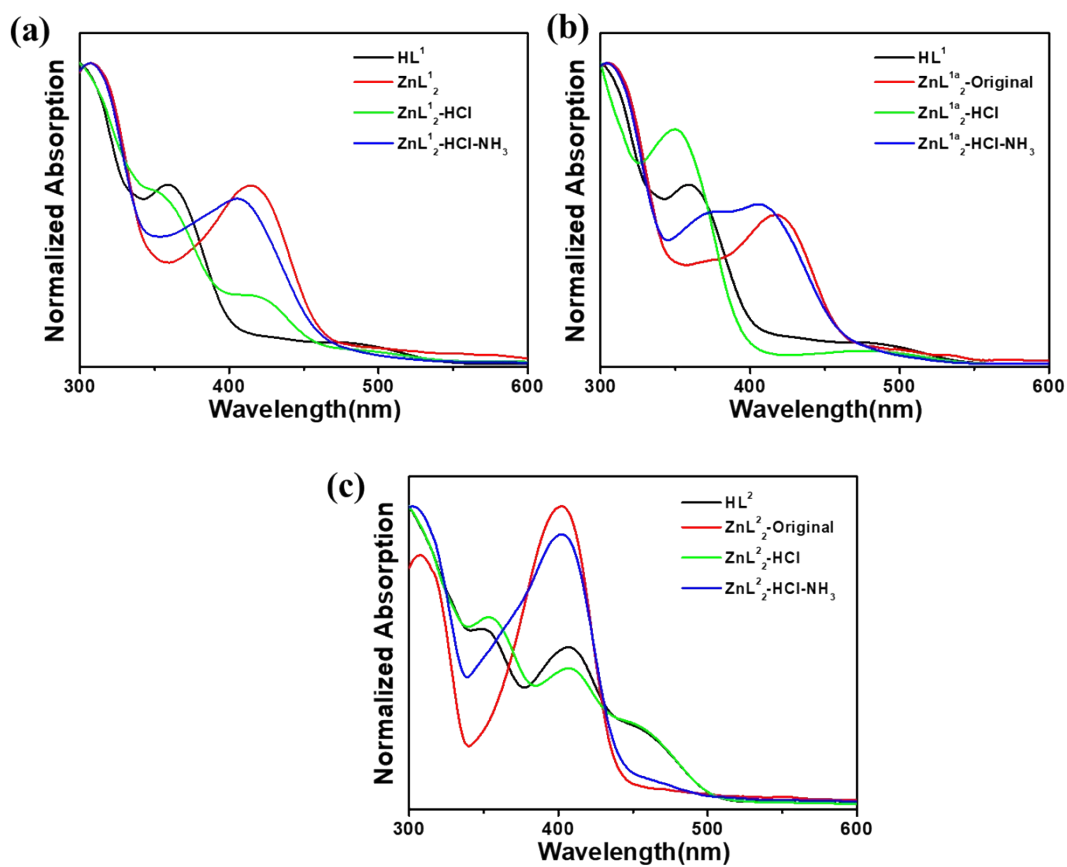 (a)
HL¹
ZnL¹₂
ZnL¹₂-HCl
ZnL¹₂-HCl-NH₃
Normalized Absorption
300 400 500 600
Wavelength(nm)
(b)
HL¹
ZnL¹ᵃ₂-Original
ZnL¹ᵃ₂-HCl
ZnL¹ᵃ₂-HCl-NH₃
Normalized Absorption
300 400 500 600
Wavelength(nm)
(c)
HL²
ZnL²₂-Original
ZnL²₂-HCl
ZnL²₂-HCl-NH₃
Normalized Absorption
300 400 500 600
Wavelength(nm)